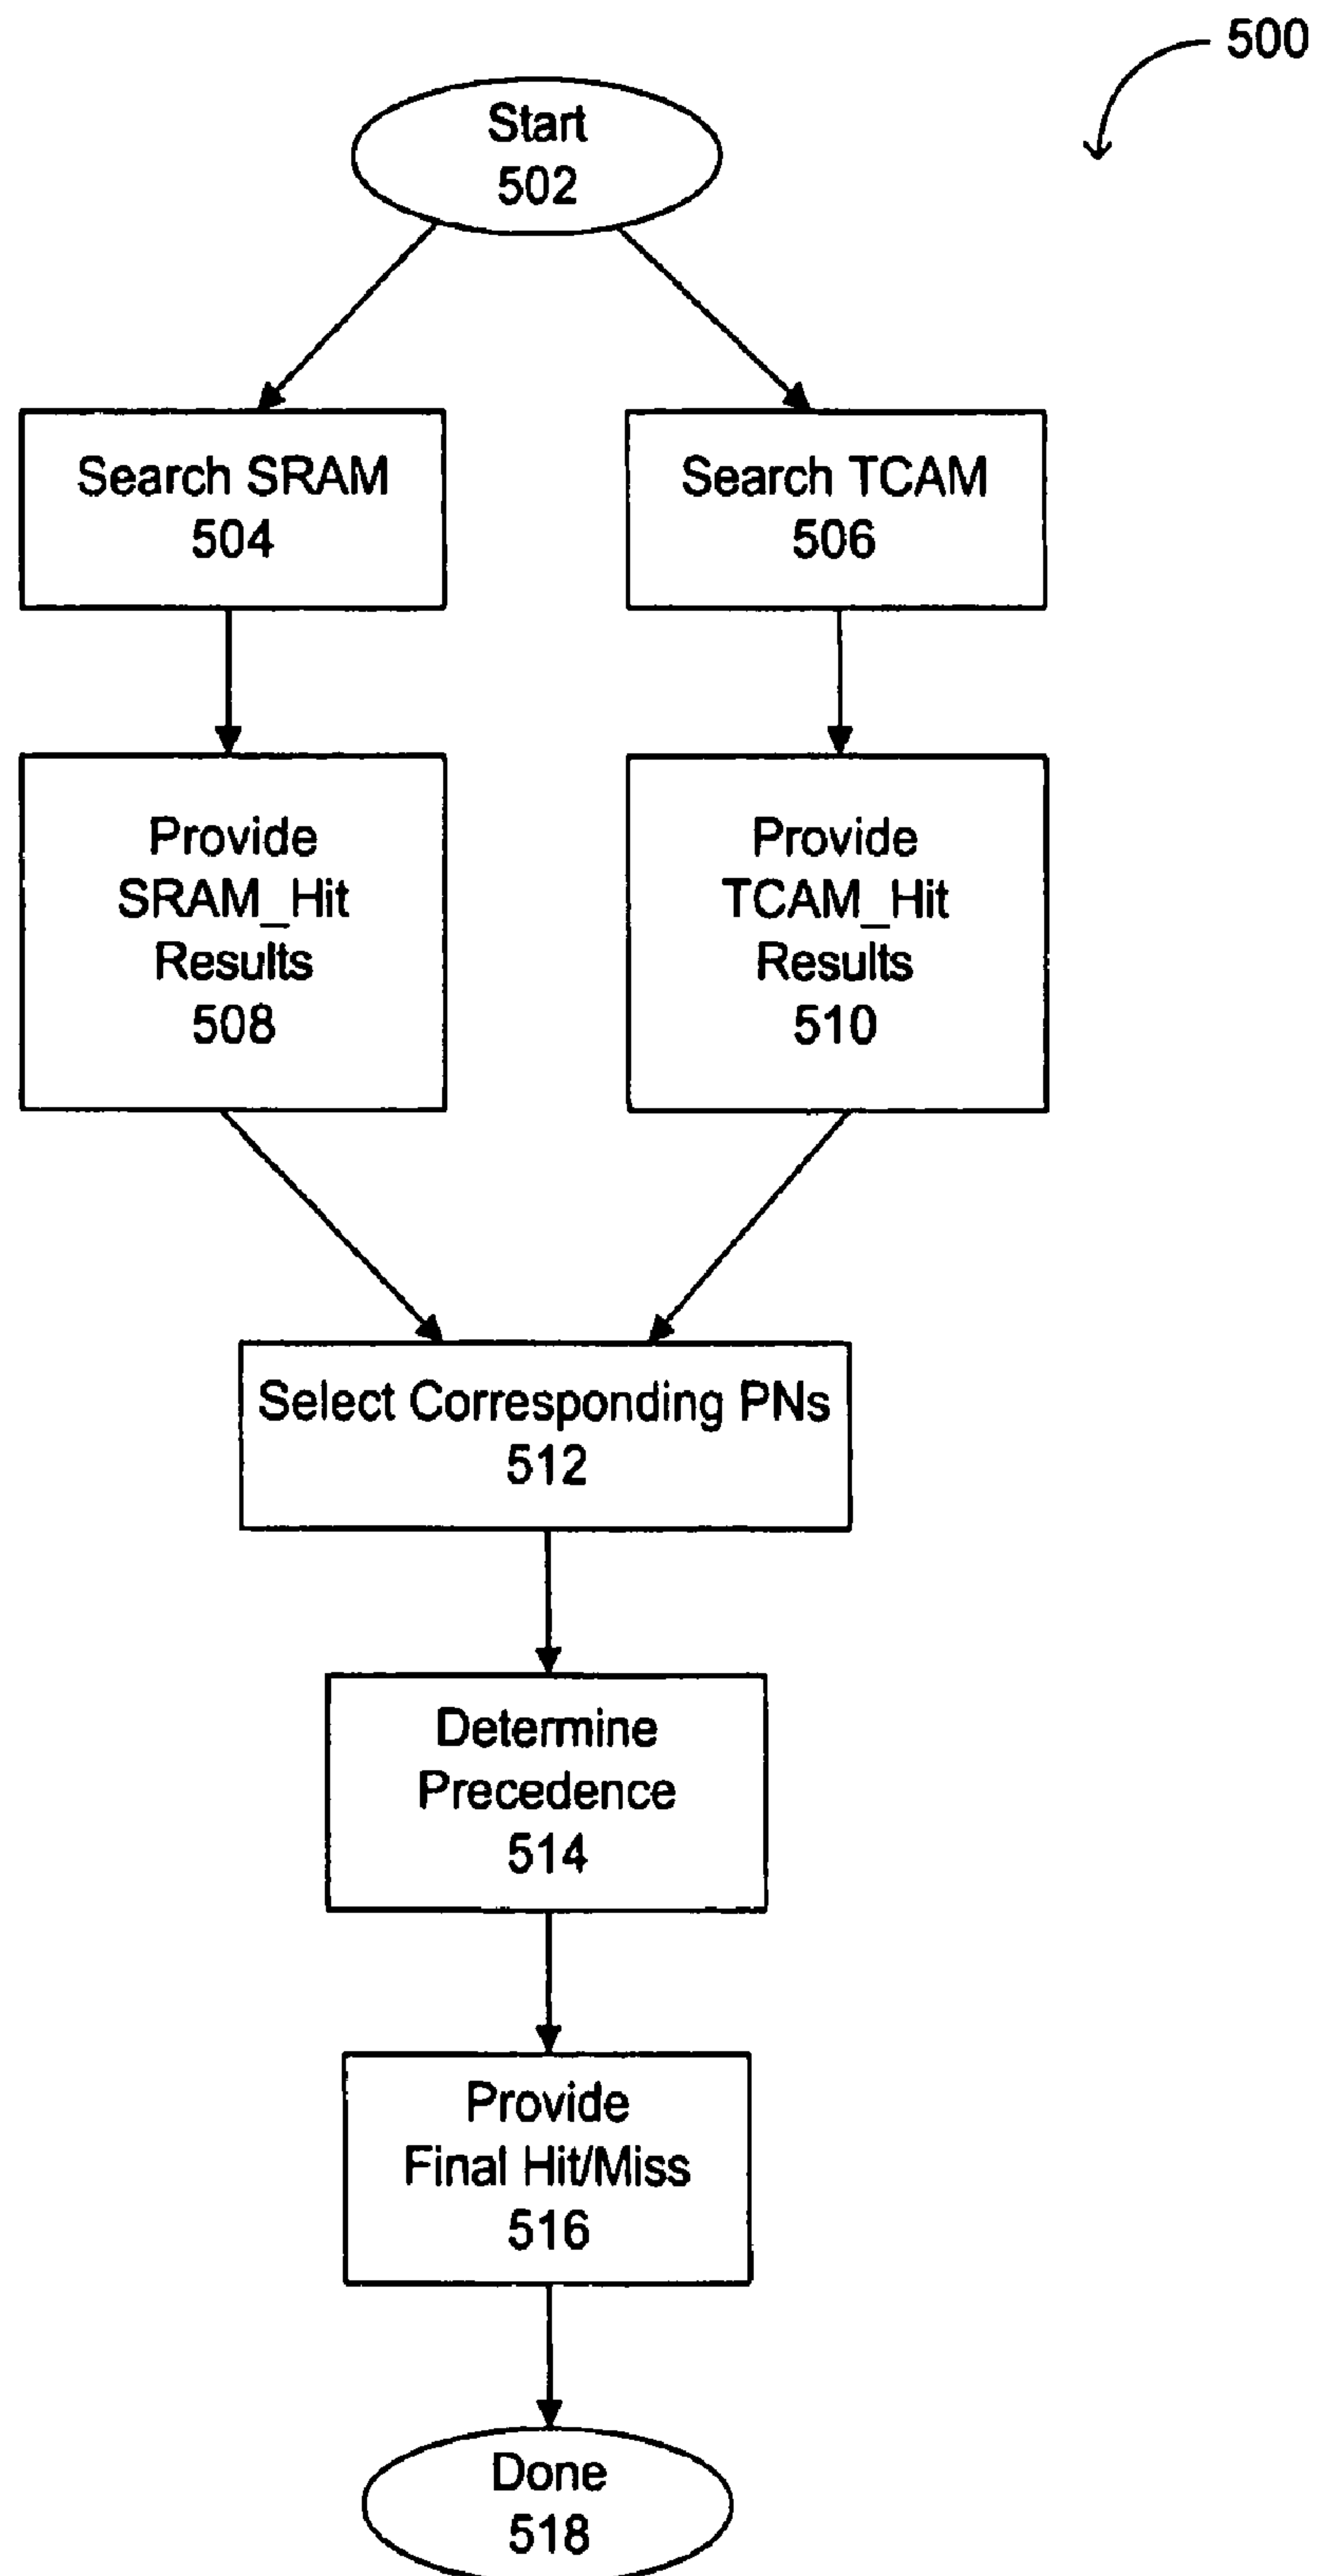 500
Start
502
Search SRAM
504
Search TCAM
506
Provide
SRAM_Hit
Results
508
Provide
TCAM_Hit
Results
510
Select Corresponding PNs
512
Determine
Precedence
514
Provide
Final Hit/Miss
516
Done
518